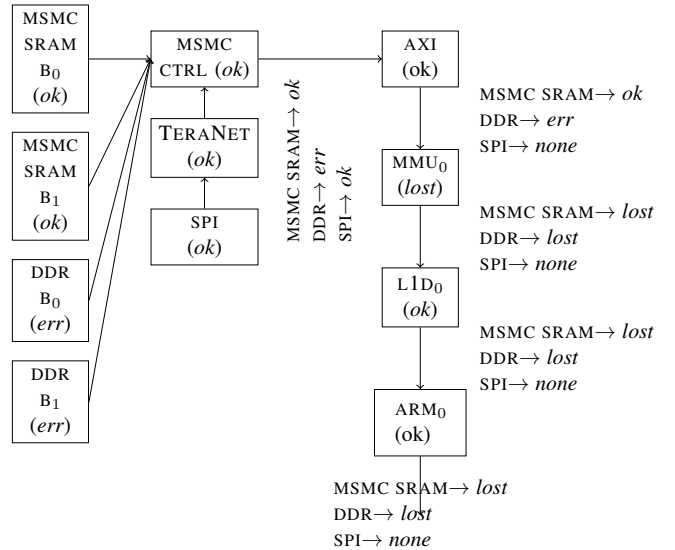 MSMC
SRAM
B0
(ok)
MSMC
CTRL (ok)
AXI
(ok)
MSMC SRAM→ ok
DDR→ err
SPI→ none
MSMC
SRAM
B1
(ok)
TERANET
(ok)
MSMC SRAM→ ok
DDR→ err
SPI→ ok
MMU0
(lost)
SPI
(ok)
MSMC SRAM→ lost
DDR→ lost
SPI→ none
DDR
B0
(err)
L1D0
(ok)
MSMC SRAM→ lost
DDR→ lost
SPI→ none
DDR
B1
(err)
ARM0
(ok)
MSMC SRAM→ lost
DDR→ lost
SPI→ none